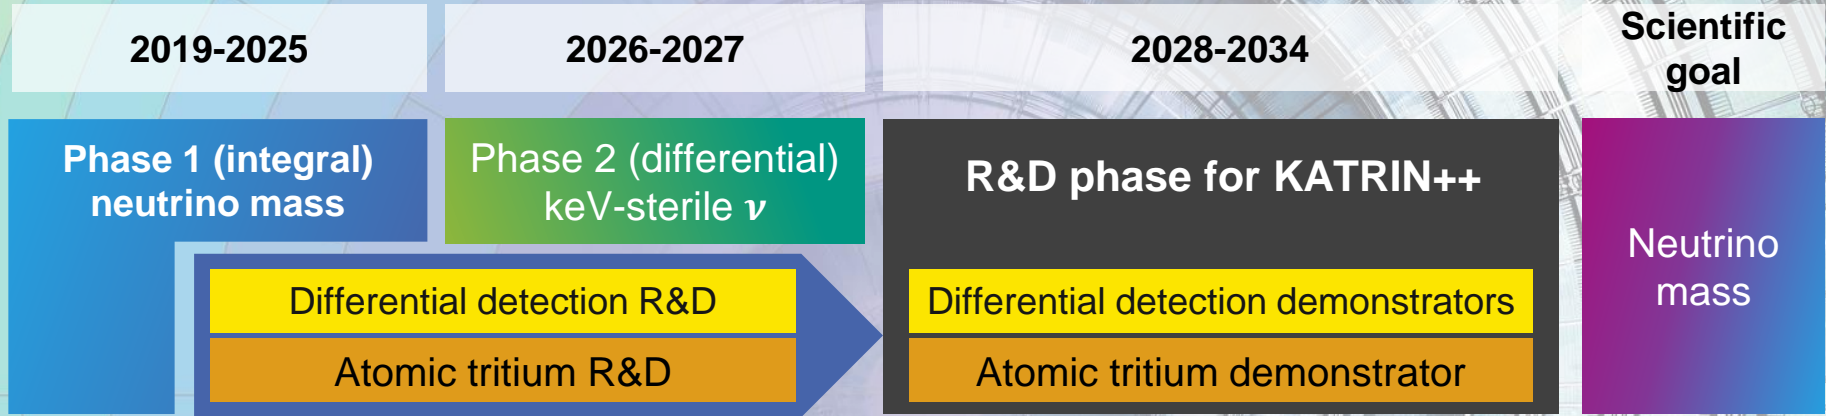 2019-2025
2026-2027
2028-2034
Scientific
goal
Phase 1 (integral)
neutrino mass
Phase 2 (differential)
keV-sterile ν
R&D phase for KATRIN++
Neutrino
mass
Differential detection R&D
Atomic tritium R&D
Differential detection demonstrators
Atomic tritium demonstrator